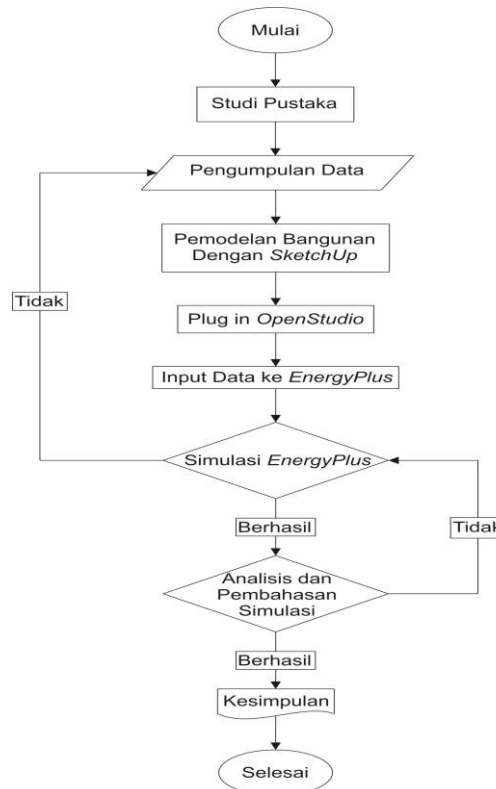 Mulai
Studi Pustaka
Pengumpulan Data
Pemodelan Bangunan
Dengan SketchUp
Tidak
Plug in OpenStudio
Input Data ke EnergyPlus
Simulasi EnergyPlus
Berhasil
Tidak
Analisis dan
Pembahasan
Simulasi
Berhasil
Kesimpulan
Selesai